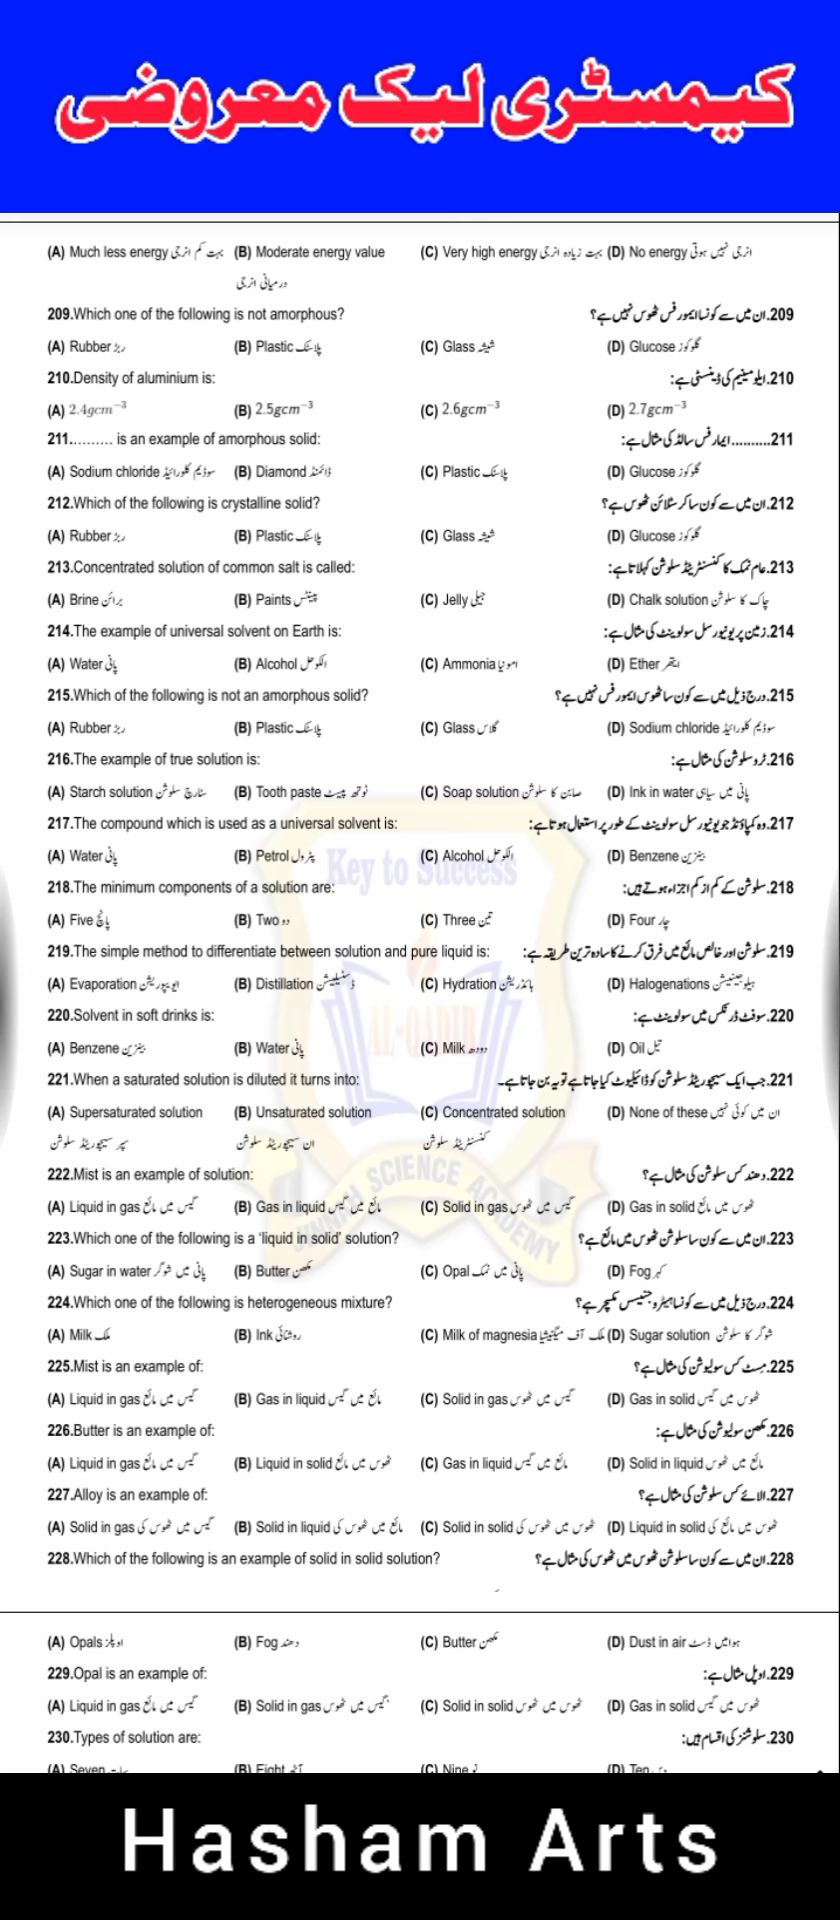 کیمسٹری لیک معروضی
(A) Much less energy بہت کم انرجی (B) Moderate energy value (C) Very high energy بہت زیادہ انرجی (D) No energy انرجی نہیں ہوتی
درمیانی انرجی
209.Which one of the following is not amorphous? 209.ان میں سے کونسا ایمورفس ٹھوس نہیں ہے؟
(A) Rubber ربڑ (B) Plastic پلاسٹک (C) Glass شیشہ (D) Glucose گلوکوز
210.Density of aluminium is: 210.ایلومینیم کی ڈینسٹی ہے:
(A) 2.4gcm⁻³ (B) 2.5gcm⁻³ (C) 2.6gcm⁻³ (D) 2.7gcm⁻³
211.......... is an example of amorphous solid: 211..........ایمارفس سالڈ کی مثال ہے:
(A) Sodium chloride سوڈیم کلورائیڈ (B) Diamond ڈائمنڈ (C) Plastic پلاسٹک (D) Glucose گلوکوز
212.Which of the following is crystalline solid? 212.ان میں سے کون سا کرسٹلائن ٹھوس ہے؟
(A) Rubber ربڑ (B) Plastic پلاسٹک (C) Glass شیشہ (D) Glucose گلوکوز
213.Concentrated solution of common salt is called: 213.عام نمک کا کنسنٹریٹڈ سلوشن کہلاتا ہے:
(A) Brine برائن (B) Paints پینٹس (C) Jelly جیلی (D) Chalk solution چاک کا سلوشن
214.The example of universal solvent on Earth is: 214.زمین پر یونیورسل سولوینٹ کی مثال ہے:
(A) Water پانی (B) Alcohol الکوحل (C) Ammonia امونیا (D) Ether ایتھر
215.Which of the following is not an amorphous solid? 215.درج ذیل میں سے کون سا ٹھوس ایمورفس نہیں ہے؟
(A) Rubber ربڑ (B) Plastic پلاسٹک (C) Glass گلاس (D) Sodium chloride سوڈیم کلورائیڈ
216.The example of true solution is: 216.ٹرو سلوشن کی مثال ہے:
(A) Starch solution سٹارچ سلوشن (B) Tooth paste ٹوتھ پیسٹ (C) Soap solution صابن کا سلوشن (D) Ink in water پانی میں سیاہی
217.The compound which is used as a universal solvent is: 217.وہ کمپاؤنڈ جو یونیورسل سولوینٹ کے طور پر استعمال ہوتا ہے:
(A) Water پانی (B) Petrol پٹرول (C) Alcohol الکوحل (D) Benzene بینزین
Key to Success
218.The minimum components of a solution are: 218.سلوشن کے کم از کم اجزاء ہوتے ہیں:
(A) Five پانچ (B) Two دو (C) Three تین (D) Four چار
219.The simple method to differentiate between solution and pure liquid is: 219.سلوشن اور خالص مائع میں فرق کرنے کا سادہ ترین طریقہ ہے:
(A) Evaporation ایویپوریشن (B) Distillation ڈسٹیلیشن (C) Hydration ہائڈریشن (D) Halogenations ہیلوجینیشن
220.Solvent in soft drinks is: 220.سوفٹ ڈرنکس میں سولوینٹ ہے:
AL-QADIR
(A) Benzene بینزین (B) Water پانی (C) Milk دودھ (D) Oil تیل
221.When a saturated solution is diluted it turns into: 221.جب ایک سیچوریٹڈ سلوشن کو ڈائیلیوٹ کیا جاتا ہے تو یہ بن جاتا ہے۔
(A) Supersaturated solution (B) Unsaturated solution (C) Concentrated solution (D) None of these ان میں کوئی نہیں
سپر سیچوریٹڈ سلوشن ان سیچوریٹڈ سلوشن کنسنٹریٹڈ سلوشن
JINNAH SCIENCE ACADEMY
222.Mist is an example of solution: 222.دھند کس سلوشن کی مثال ہے؟
(A) Liquid in gas گیس میں مائع (B) Gas in liquid مائع میں گیس (C) Solid in gas گیس میں ٹھوس (D) Gas in solid ٹھوس میں مائع
223.Which one of the following is a 'liquid in solid' solution? 223.ان میں سے کون سا سلوشن ٹھوس میں مائع ہے؟
(A) Sugar in water پانی میں شوگر (B) Butter مکھن (C) Opal پانی میں نمک (D) Fog کہر
224.Which one of the following is heterogeneous mixture? 224.درج ذیل میں سے کونسا ہیٹروجینیس مکسچر ہے؟
(A) Milk ملک (B) Ink روشنائی (C) Milk of magnesia ملک آف میگنیشیا (D) Sugar solution شوگر کا سلوشن
225.Mist is an example of: 225.مسٹ کس سولیوشن کی مثال ہے؟
(A) Liquid in gas گیس میں مائع (B) Gas in liquid مائع میں گیس (C) Solid in gas گیس میں ٹھوس (D) Gas in solid ٹھوس میں گیس
226.Butter is an example of: 226.مکھن سولیوشن کی مثال ہے:
(A) Liquid in gas گیس میں مائع (B) Liquid in solid ٹھوس میں مائع (C) Gas in liquid مائع میں گیس (D) Solid in liquid مائع میں ٹھوس
227.Alloy is an example of: 227.الائے کس سلوشن کی مثال ہے؟
(A) Solid in gas گیس میں ٹھوس کی (B) Solid in liquid مائع میں ٹھوس کی (C) Solid in solid ٹھوس میں ٹھوس کی (D) Liquid in solid ٹھوس میں مائع کی
228.Which of the following is an example of solid in solid solution? 228.ان میں سے کون سا سلوشن ٹھوس میں ٹھوس کی مثال ہے؟
(A) Opals اوپلز (B) Fog دھند (C) Butter مکھن (D) Dust in air ہوا میں ڈسٹ
229.Opal is an example of: 229.اوپل مثال ہے:
(A) Liquid in gas گیس میں مائع (B) Solid in gas گیس میں ٹھوس (C) Solid in solid ٹھوس میں ٹھوس (D) Gas in solid ٹھوس میں گیس
230.Types of solution are: 230.سلوشنز کی اقسام ہیں:
(A) Seven سات (B) Eight آٹھ (C) Nine نو (D) Ten دس
Hasham Arts